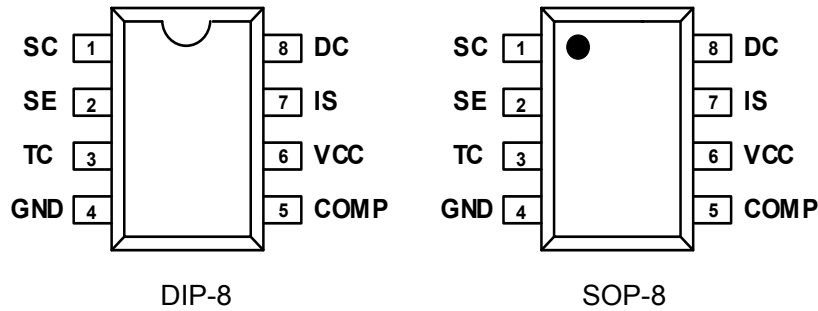 SC 1 8 DC SC 1 8 DC
SE 2 7 IS SE 2 7 IS
TC 3 6 VCC TC 3 6 VCC
GND 4 5 COMP GND 4 5 COMP
DIP-8 SOP-8